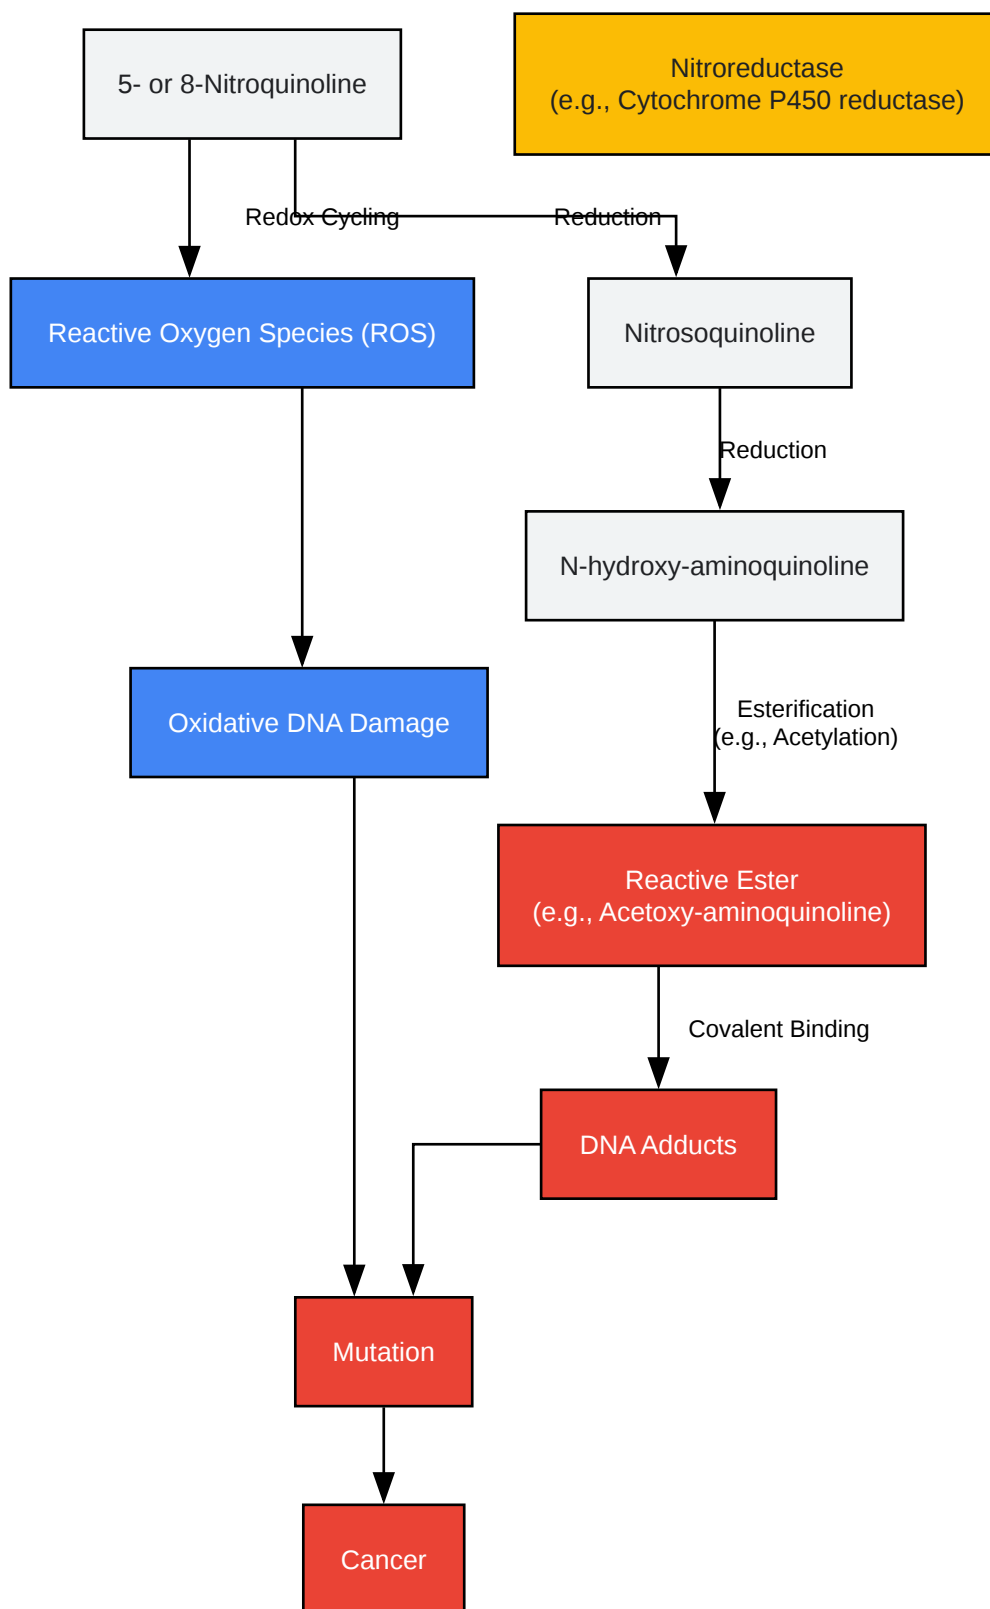 5- or 8-Nitroquinoline
Nitroreductase
(e.g., Cytochrome P450 reductase)
Redox Cycling
Reduction
Reactive Oxygen Species (ROS)
Nitrosoquinoline
Reduction
N-hydroxy-aminoquinoline
Oxidative DNA Damage
Esterification
(e.g., Acetylation)
Reactive Ester
(e.g., Acetoxy-aminoquinoline)
Covalent Binding
DNA Adducts
Mutation
Cancer